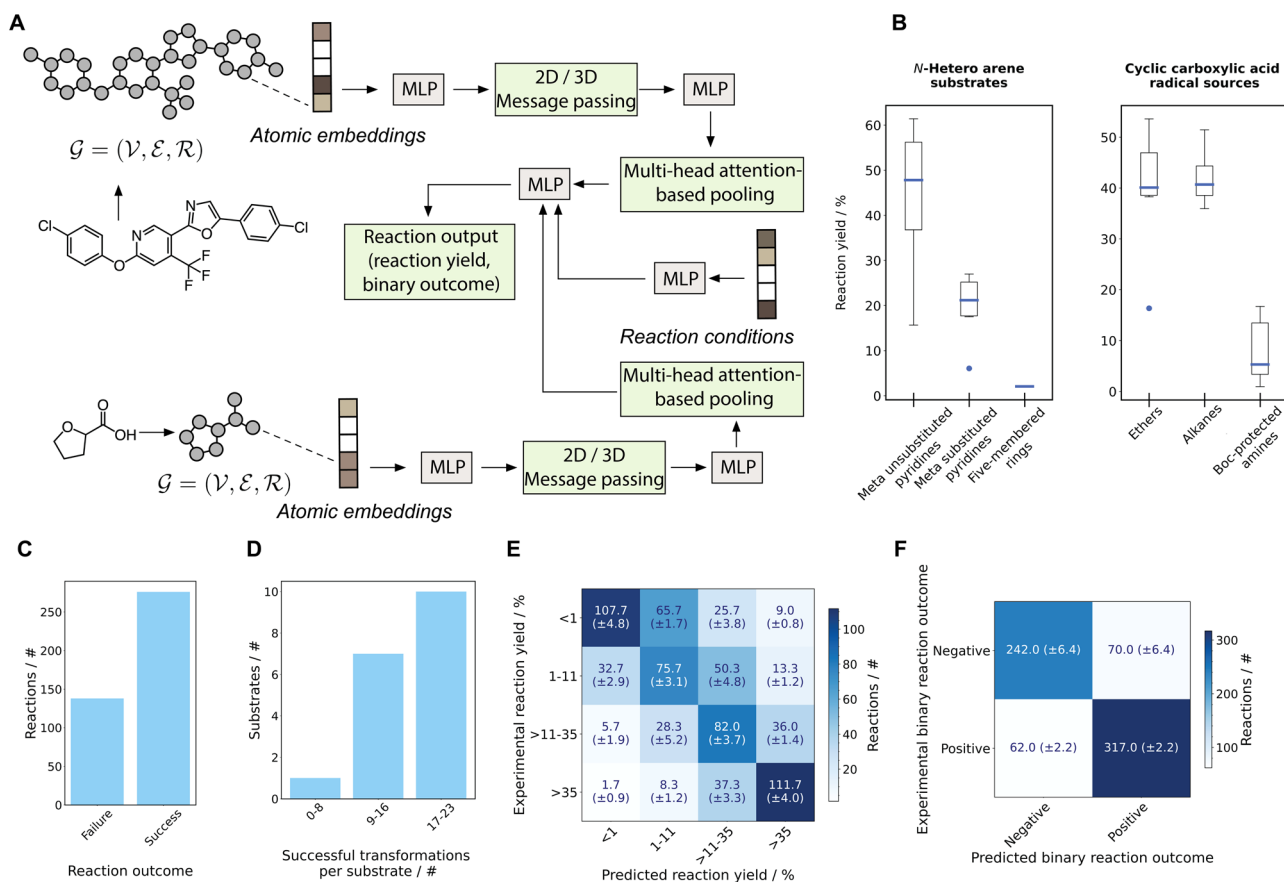 A
MLP
2D / 3D
Message passing
MLP
Atomic embeddings
G = (V, E, R)
Multi-head attention-
based pooling
MLP
Cl
N
N
O
Cl
O
F
F
F
Reaction output
(reaction yield,
binary outcome)
MLP
Reaction conditions
Multi-head attention-
based pooling
O
O
OH
G = (V, E, R)
MLP
2D / 3D
Message passing
MLP
Atomic embeddings
B
N-Hetero arene
substrates
Reaction yield / %
60
50
40
30
20
10
0
Meta unsubstituted
pyridines
Meta substituted
pyridines
Five-membered
rings
Cyclic carboxylic acid
radical sources
50
40
30
20
10
0
Ethers
Alkanes
Boc-protected
amines
C
Reactions / #
250
200
150
100
50
0
Failure
Success
Reaction outcome
D
Substrates / #
10
8
6
4
2
0
0-8
9-16
17-23
Successful transformations
per substrate / #
E
Experimental reaction yield / %
<1
107.7
(±4.8)
65.7
(±1.7)
25.7
(±3.8)
9.0
(±0.8)
1-11
32.7
(±2.9)
75.7
(±3.1)
50.3
(±4.8)
13.3
(±1.2)
>11-35
5.7
(±1.9)
28.3
(±5.2)
82.0
(±3.7)
36.0
(±1.4)
>35
1.7
(±0.9)
8.3
(±1.2)
37.3
(±3.3)
111.7
(±4.0)
<1
1-11
>11-35
>35
Predicted reaction yield / %
100
80
60
40
20
Reactions / #
F
Experimental binary reaction outcome
Negative
242.0 (±6.4)
70.0 (±6.4)
Positive
62.0 (±2.2)
317.0 (±2.2)
Negative
Positive
Predicted binary reaction outcome
300
200
100
Reactions / #